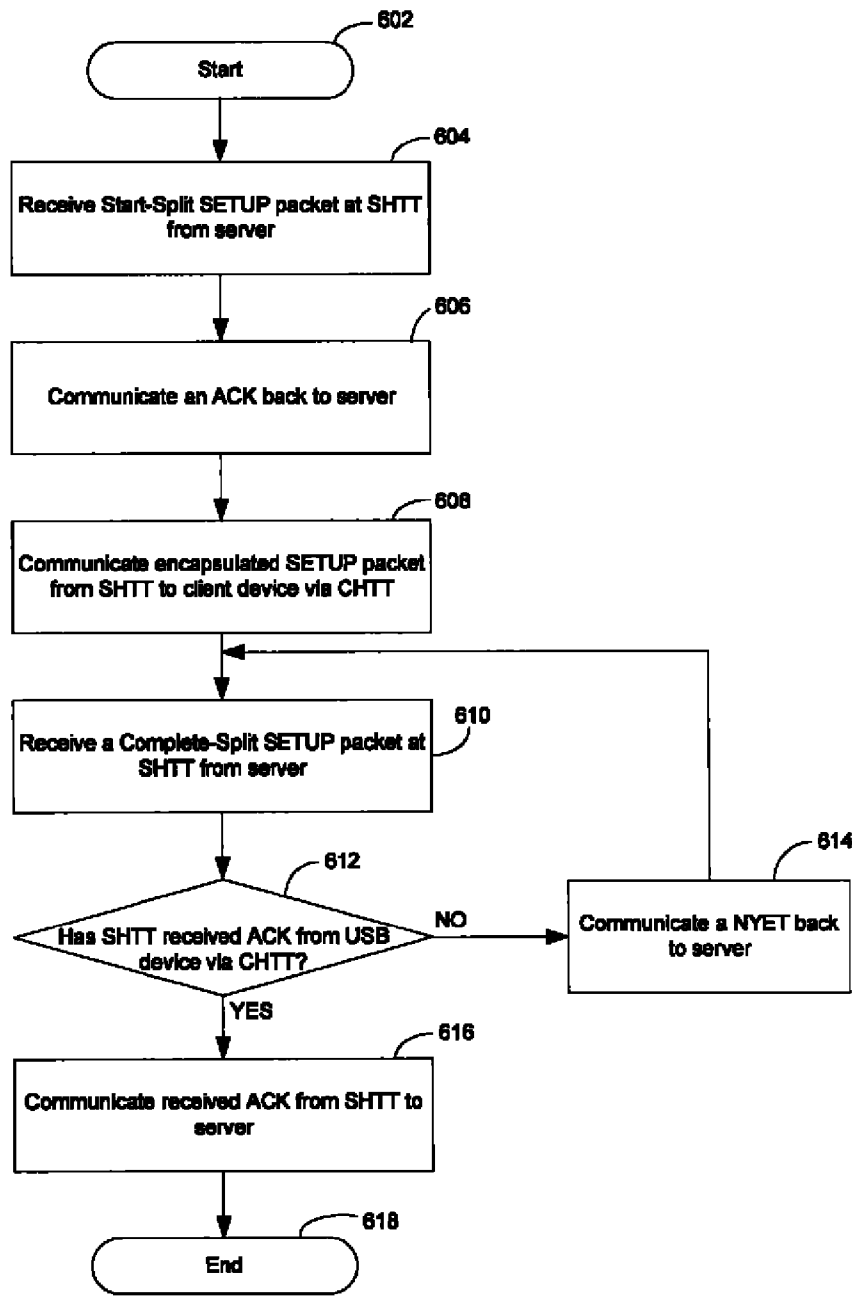 602
Start
604
Receive Start-Split SETUP packet at SHTT
from server
606
Communicate an ACK back to server
608
Communicate encapsulated SETUP packet
from SHTT to client device via CHTT
610
Receive a Complete-Split SETUP packet at
SHTT from server
612
Has SHTT received ACK from USB
device via CHTT?
NO
614
Communicate a NYET back
to server
YES
616
Communicate received ACK from SHTT to
server
618
End